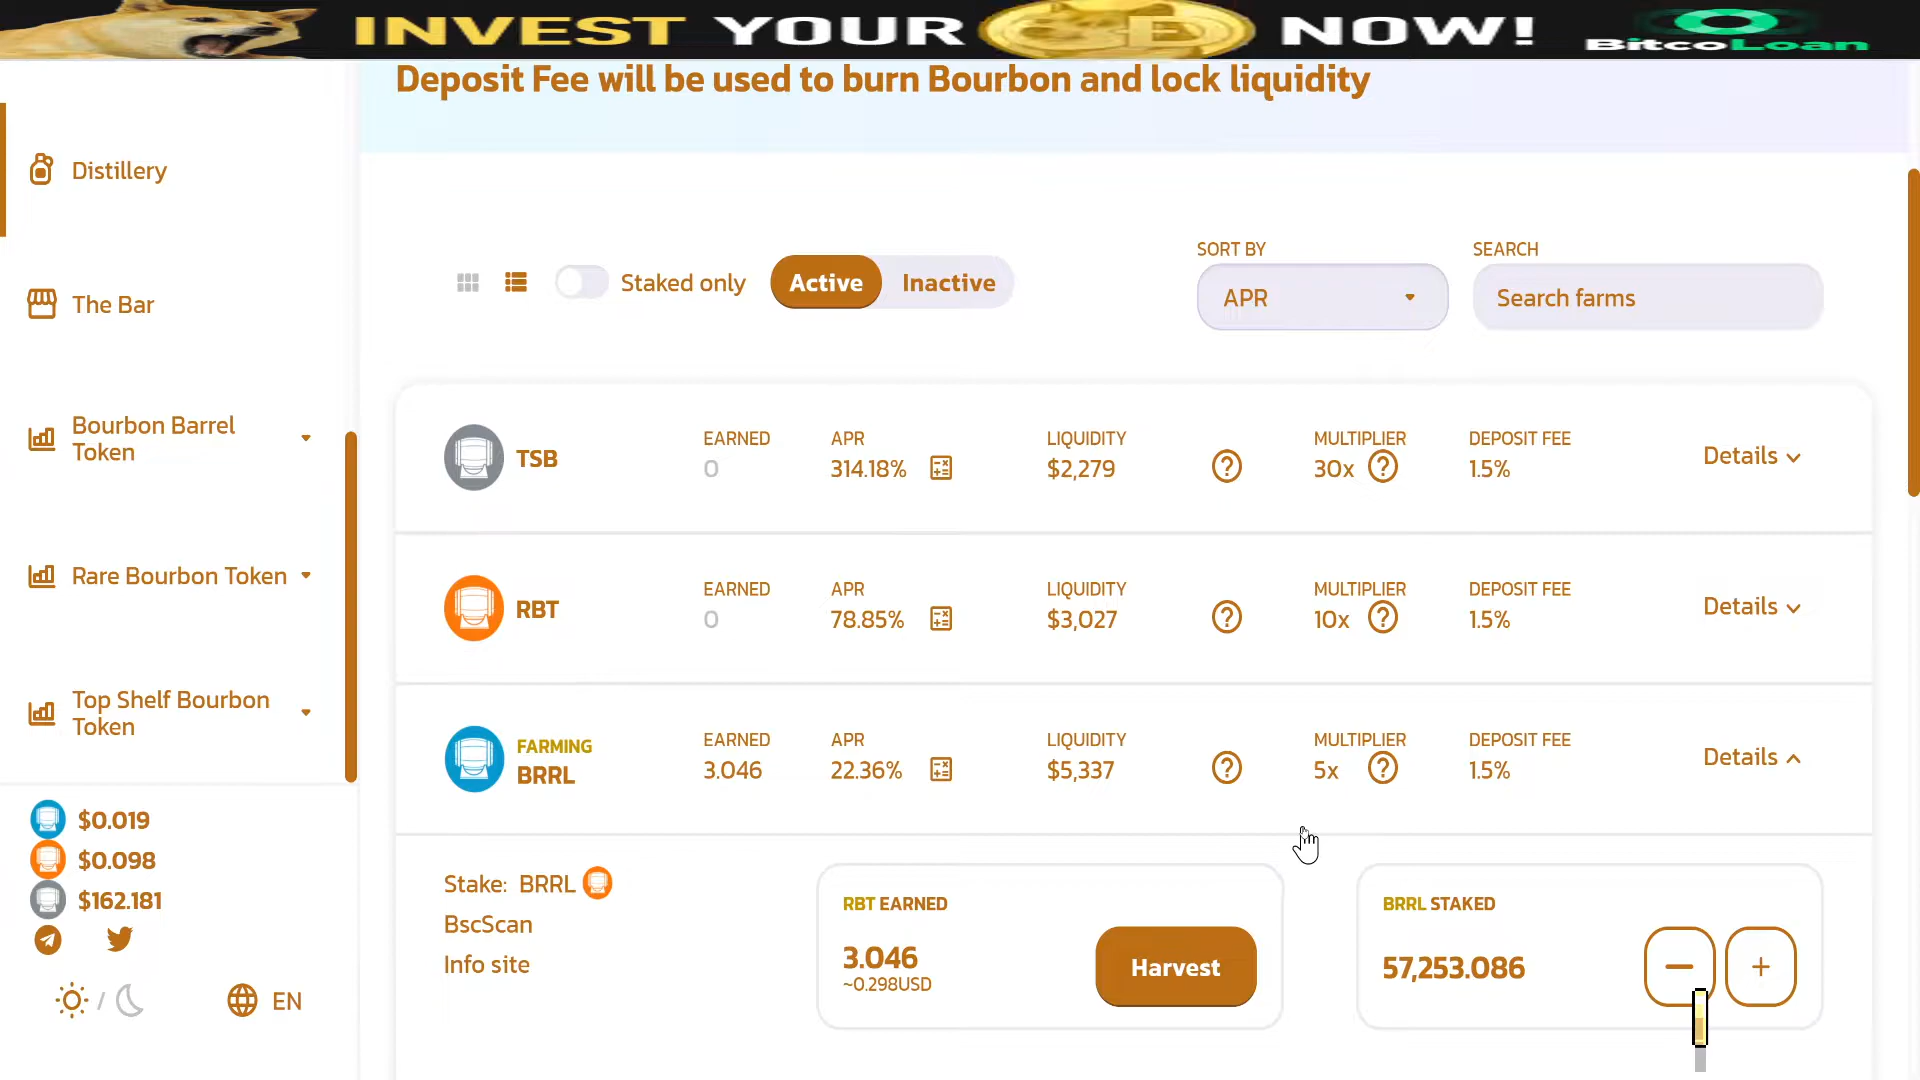 INVEST YOUR NOW!
BitcoLoan
Deposit Fee will be used to burn Bourbon and lock liquidity
Distillery
The Bar
Bourbon Barrel
Token
Rare Bourbon Token
Top Shelf Bourbon
Token
$0.019
$0.098
$162.181
/
EN
Staked only
Active
Inactive
SORT BY
APR
SEARCH
Search farms
TSB
EARNED
0
APR
314.18%
LIQUIDITY
$2,279
?
MULTIPLIER
30x ?
DEPOSIT FEE
1.5%
Details
RBT
EARNED
0
APR
78.85%
LIQUIDITY
$3,027
?
MULTIPLIER
10x ?
DEPOSIT FEE
1.5%
Details
FARMING
BRRL
EARNED
3.046
APR
22.36%
LIQUIDITY
$5,337
?
MULTIPLIER
5x ?
DEPOSIT FEE
1.5%
Details
Stake: BRRL
BscScan
Info site
RBT EARNED
3.046
~0.298USD
Harvest
BRRL STAKED
57,253.086
− +